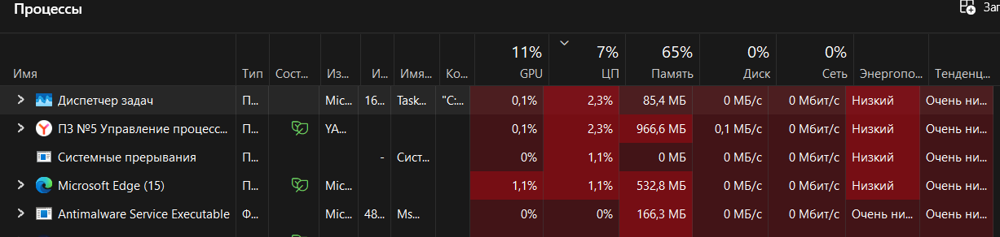 Процессы
Заг
11% 7% 65% 0% 0%
Имя Тип Сост... Из... И... Имя... Ко... GPU ЦП Память Диск Сеть Энергопо... Тенденц...
Диспетчер задач П... Mic... 16... Task... "C:... 0,1% 2,3% 85,4 МБ 0 МБ/с 0 Мбит/с Низкий Очень ни...
ПЗ №5 Управление процесс... П... YA... 0,1% 2,3% 966,6 МБ 0,1 МБ/с 0 Мбит/с Низкий Очень ни...
Системные прерывания П... - Сист... 0% 1,1% 0 МБ 0 МБ/с 0 Мбит/с Низкий Очень ни...
Microsoft Edge (15) П... Mic... 1,1% 1,1% 532,8 МБ 0 МБ/с 0 Мбит/с Низкий Очень ни...
Antimalware Service Executable Ф... Mic... 48... Ms... 0% 0% 166,3 МБ 0 МБ/с 0 Мбит/с Очень ни... Очень ни...